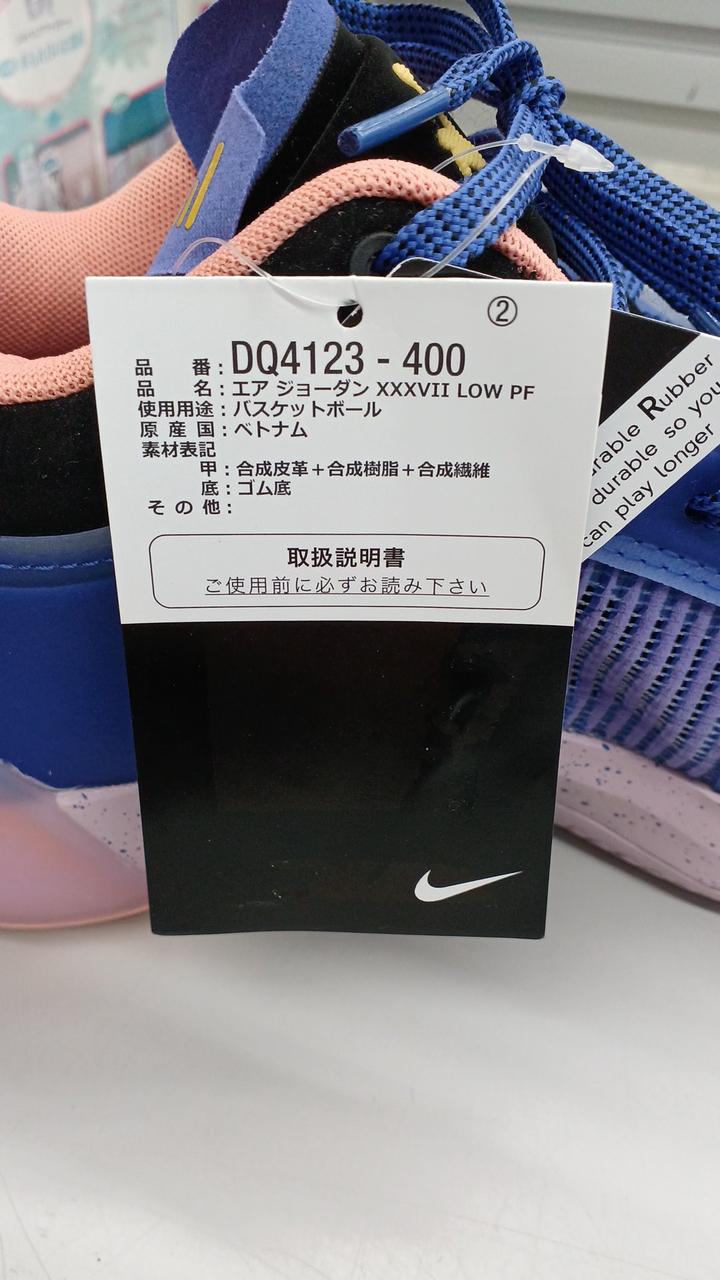 ②
品 番：DQ4123 - 400
品 名：エア ジョーダン XXXVII LOW PF
使用用途：バスケットボール
原 産 国：ベトナム
素材表記
甲：合成皮革＋合成樹脂＋合成繊維
底：ゴム底
そ の 他：
取扱説明書
ご使用前に必ずお読み下さい
Rubber
durable so you
can play longer